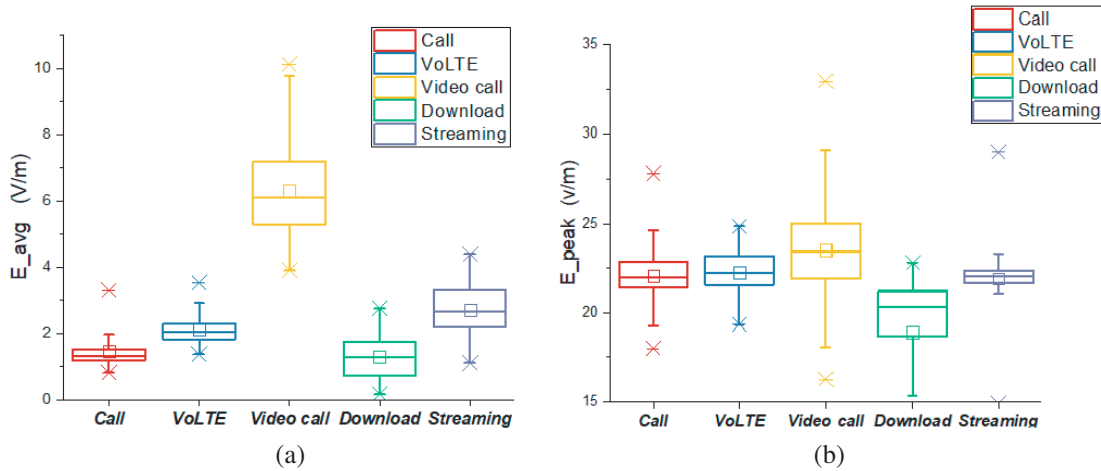 Call
VoLTE
Video call
Download
Streaming
10
8
6
4
2
0
E_avg (V/m)
Call VoLTE Video call Download Streaming
(a)
Call
VoLTE
Video call
Download
Streaming
35
30
25
20
15
E_peak (v/m)
Call VoLTE Video call Download Streaming
(b)